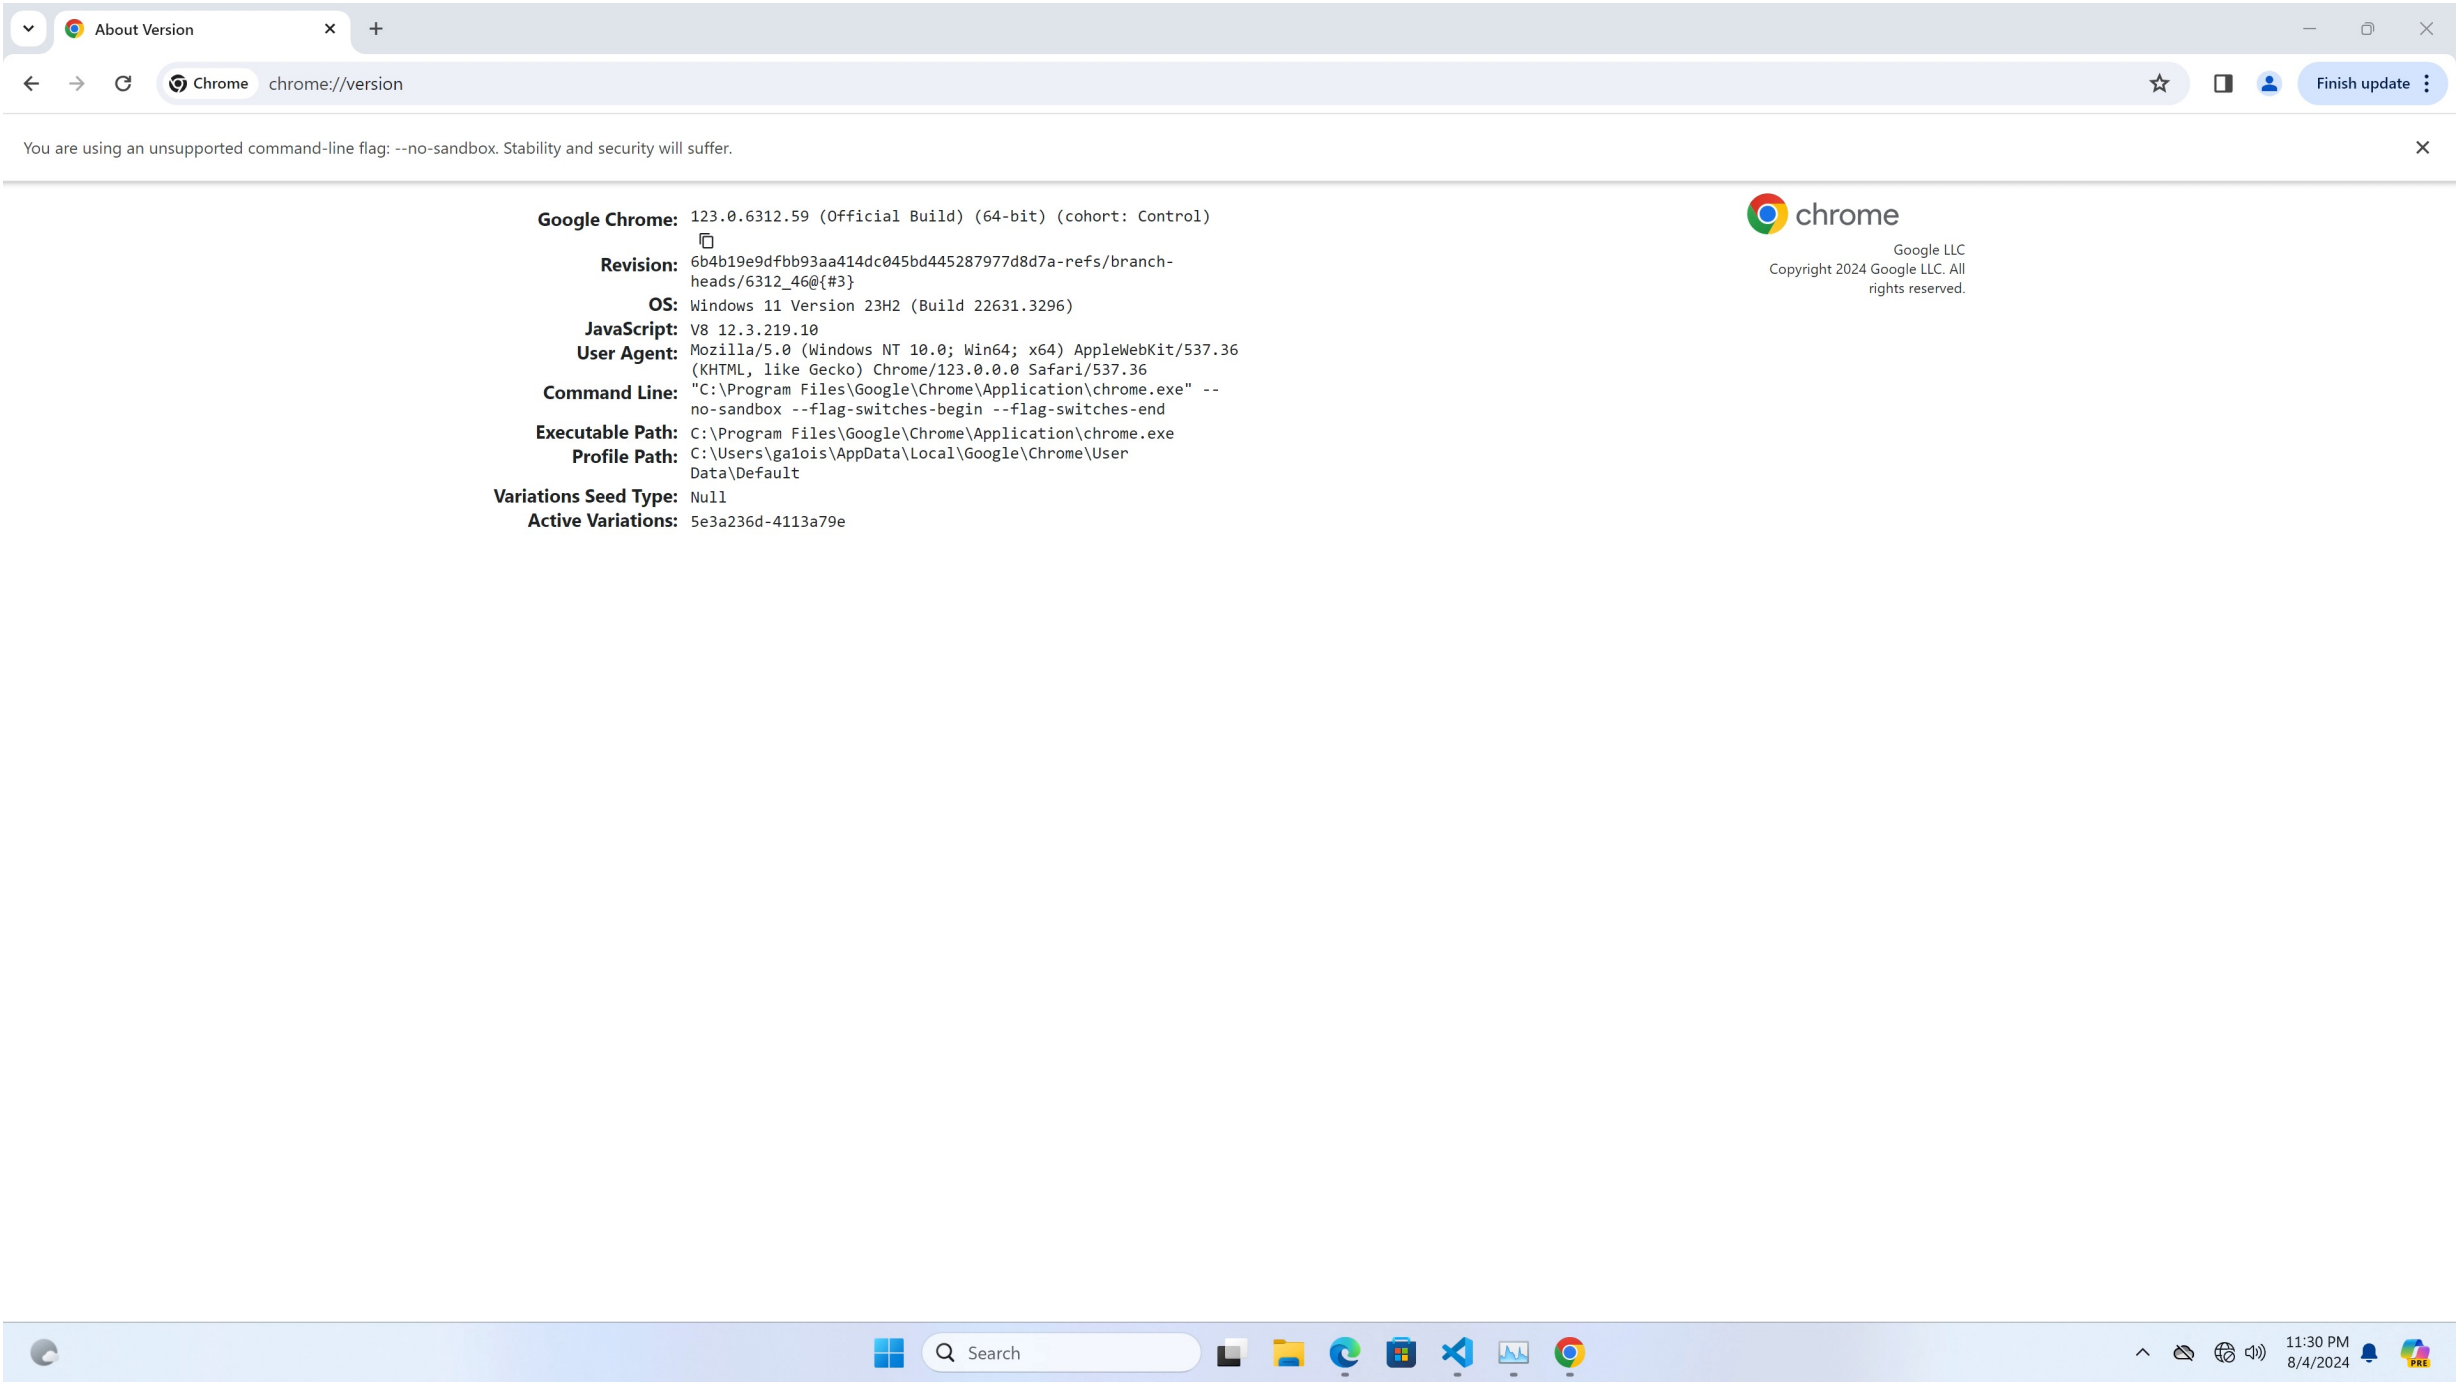 About Version
Chrome
chrome://version
Finish update
You are using an unsupported command-line flag: --no-sandbox. Stability and security will suffer.
Google Chrome: 123.0.6312.59 (Official Build) (64-bit) (cohort: Control)
Revision: 6b4b19e9dfbb93aa414dc045bd445287977d8d7a-refs/branch-
heads/6312_46@{#3}
OS: Windows 11 Version 23H2 (Build 22631.3296)
JavaScript: V8 12.3.219.10
User Agent: Mozilla/5.0 (Windows NT 10.0; Win64; x64) AppleWebKit/537.36
(KHTML, like Gecko) Chrome/123.0.0.0 Safari/537.36
Command Line: "C:\Program Files\Google\Chrome\Application\chrome.exe" --
no-sandbox --flag-switches-begin --flag-switches-end
Executable Path: C:\Program Files\Google\Chrome\Application\chrome.exe
Profile Path: C:\Users\ga1ois\AppData\Local\Google\Chrome\User
Data\Default
Variations Seed Type: Null
Active Variations: 5e3a236d-4113a79e
chrome
Google LLC
Copyright 2024 Google LLC. All
rights reserved.
Search
11:30 PM
8/4/2024
PRE